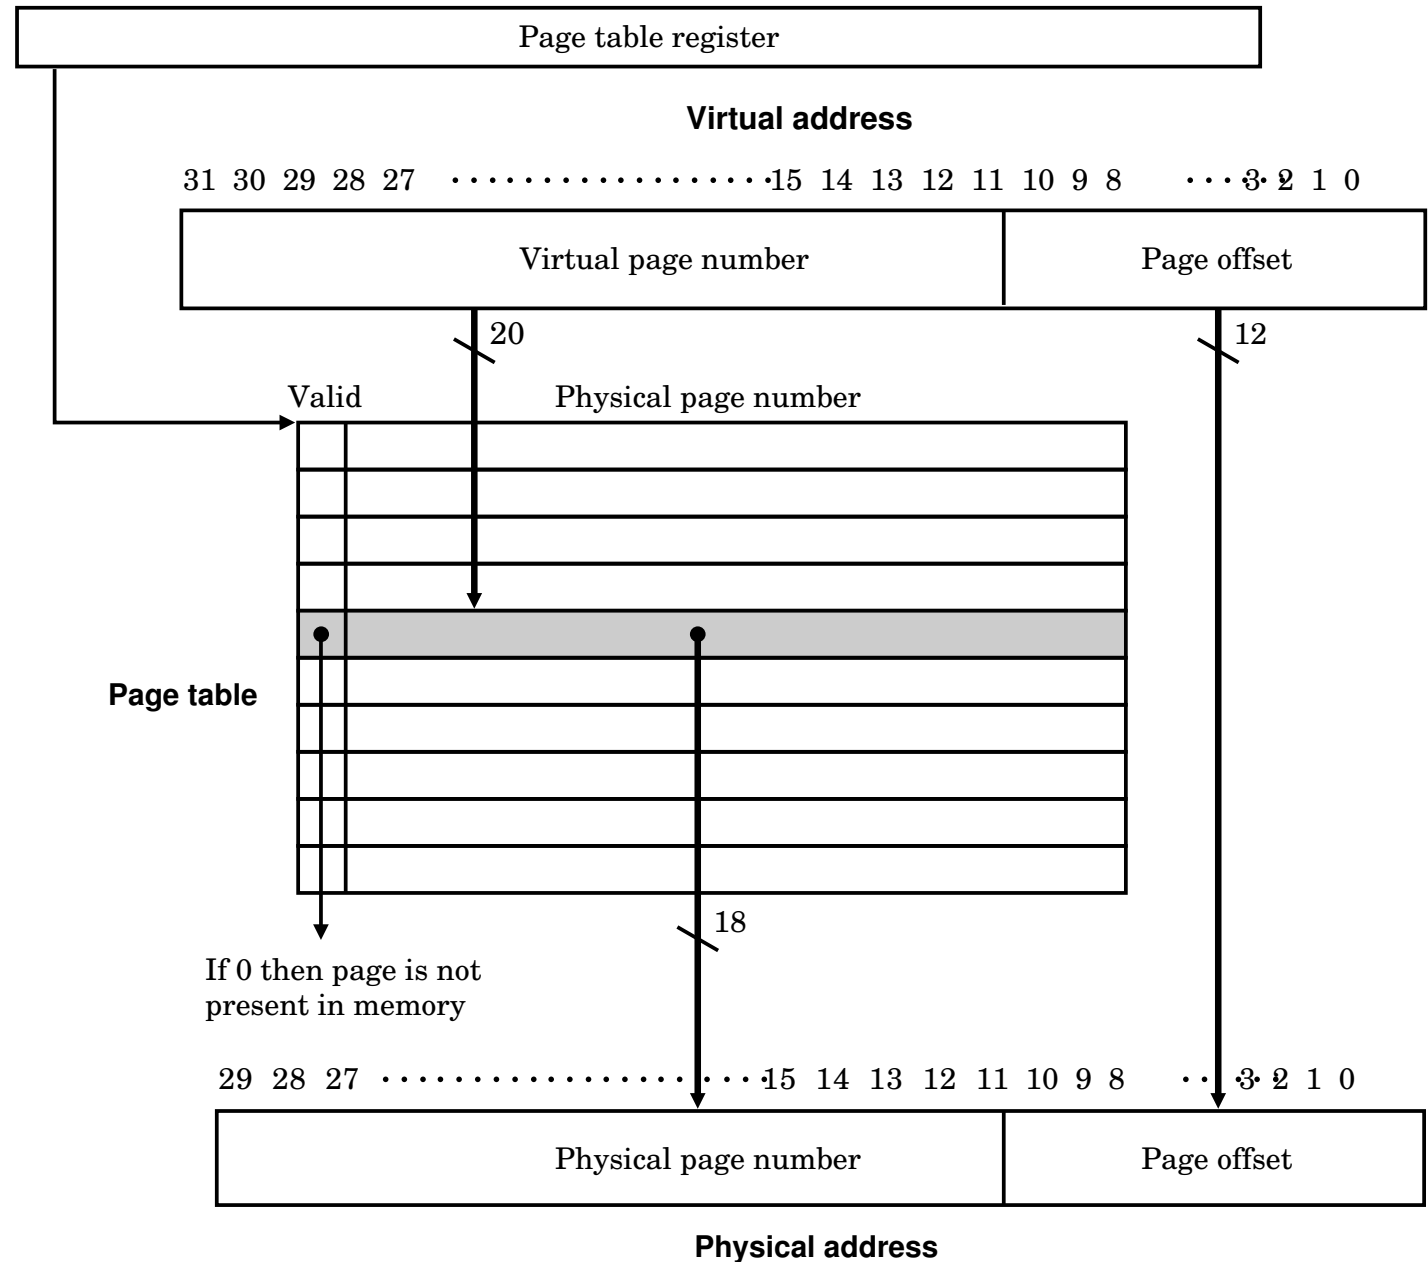 Page table register
Virtual address
31 30 29 28 27 ..................15 14 13 12 11 10 9 8 .....3 2 1 0
Virtual page number Page offset
20 12
Valid Physical page number
Page table
18
If 0 then page is not
present in memory
29 28 27 ......................15 14 13 12 11 10 9 8 .....3 2 1 0
Physical page number Page offset
Physical address